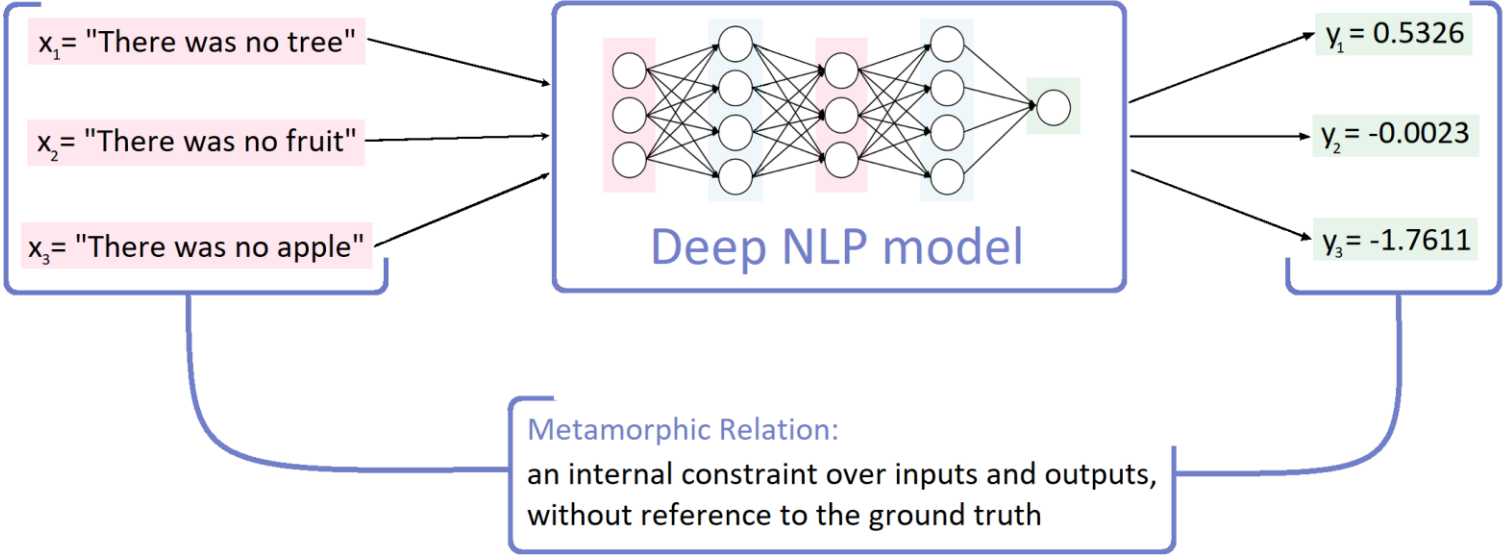 x₁= "There was no tree"
x₂= "There was no fruit"
x₃= "There was no apple"
Deep NLP model
y₁ = 0.5326
y₂ = -0.0023
y₃ = -1.7611
Metamorphic Relation:
an internal constraint over inputs and outputs,
without reference to the ground truth